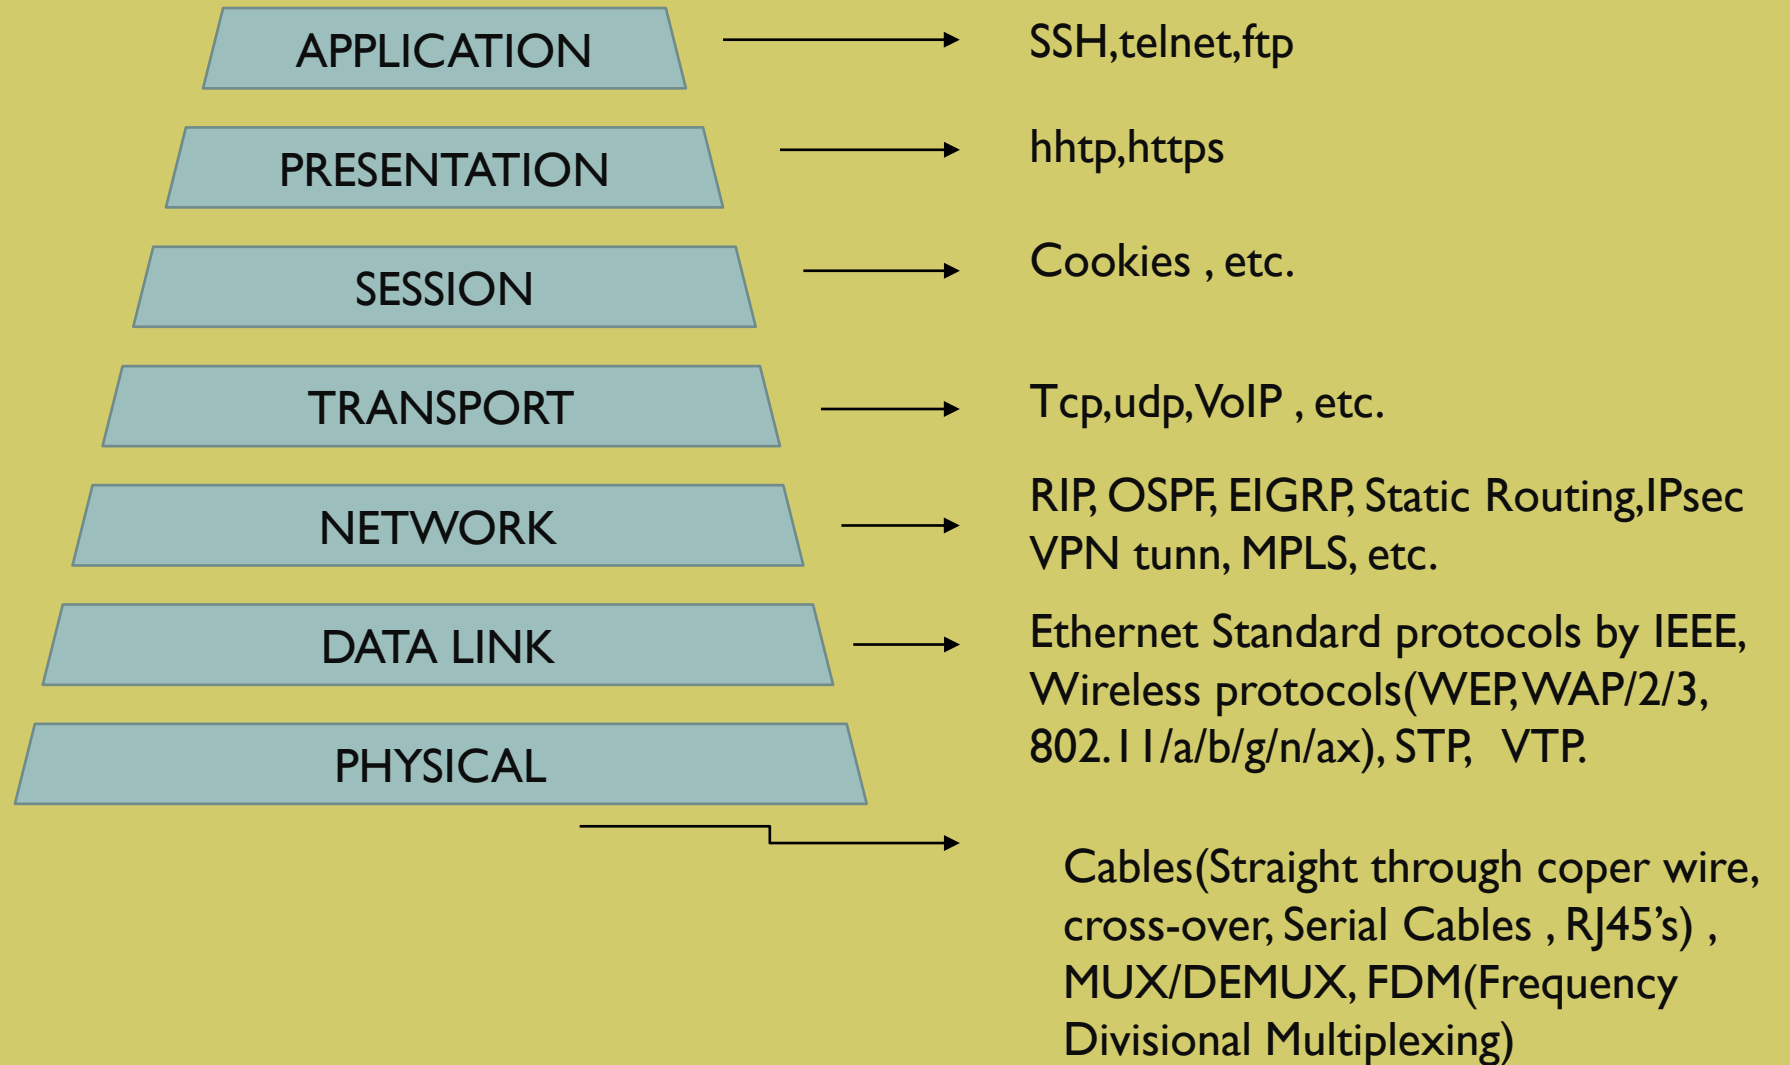 APPLICATION
SSH,telnet,ftp
PRESENTATION
hhtp,https
SESSION
Cookies , etc.
TRANSPORT
Tcp,udp,VoIP , etc.
NETWORK
RIP, OSPF, EIGRP, Static Routing,IPsec
VPN tunn, MPLS, etc.
DATA LINK
Ethernet Standard protocols by IEEE,
Wireless protocols(WEP,WAP/2/3,
802.11/a/b/g/n/ax), STP, VTP.
PHYSICAL
Cables(Straight through coper wire,
cross-over, Serial Cables , RJ45’s) ,
MUX/DEMUX, FDM(Frequency
Divisional Multiplexing)